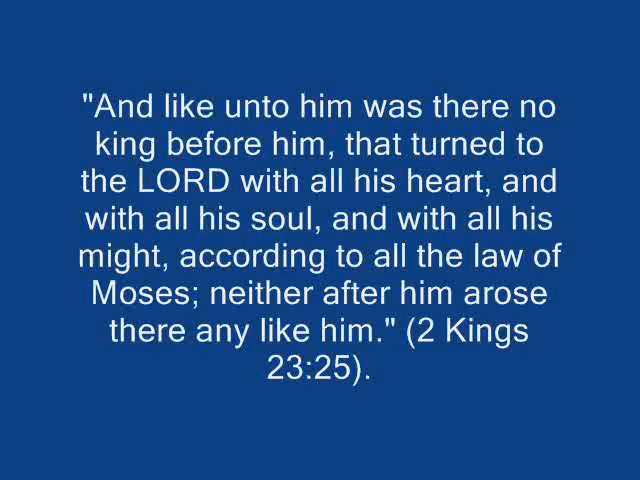 "And like unto him was there no
king before him, that turned to
the LORD with all his heart, and
with all his soul, and with all his
might, according to all the law of
Moses; neither after him arose
there any like him." (2 Kings
23:25).